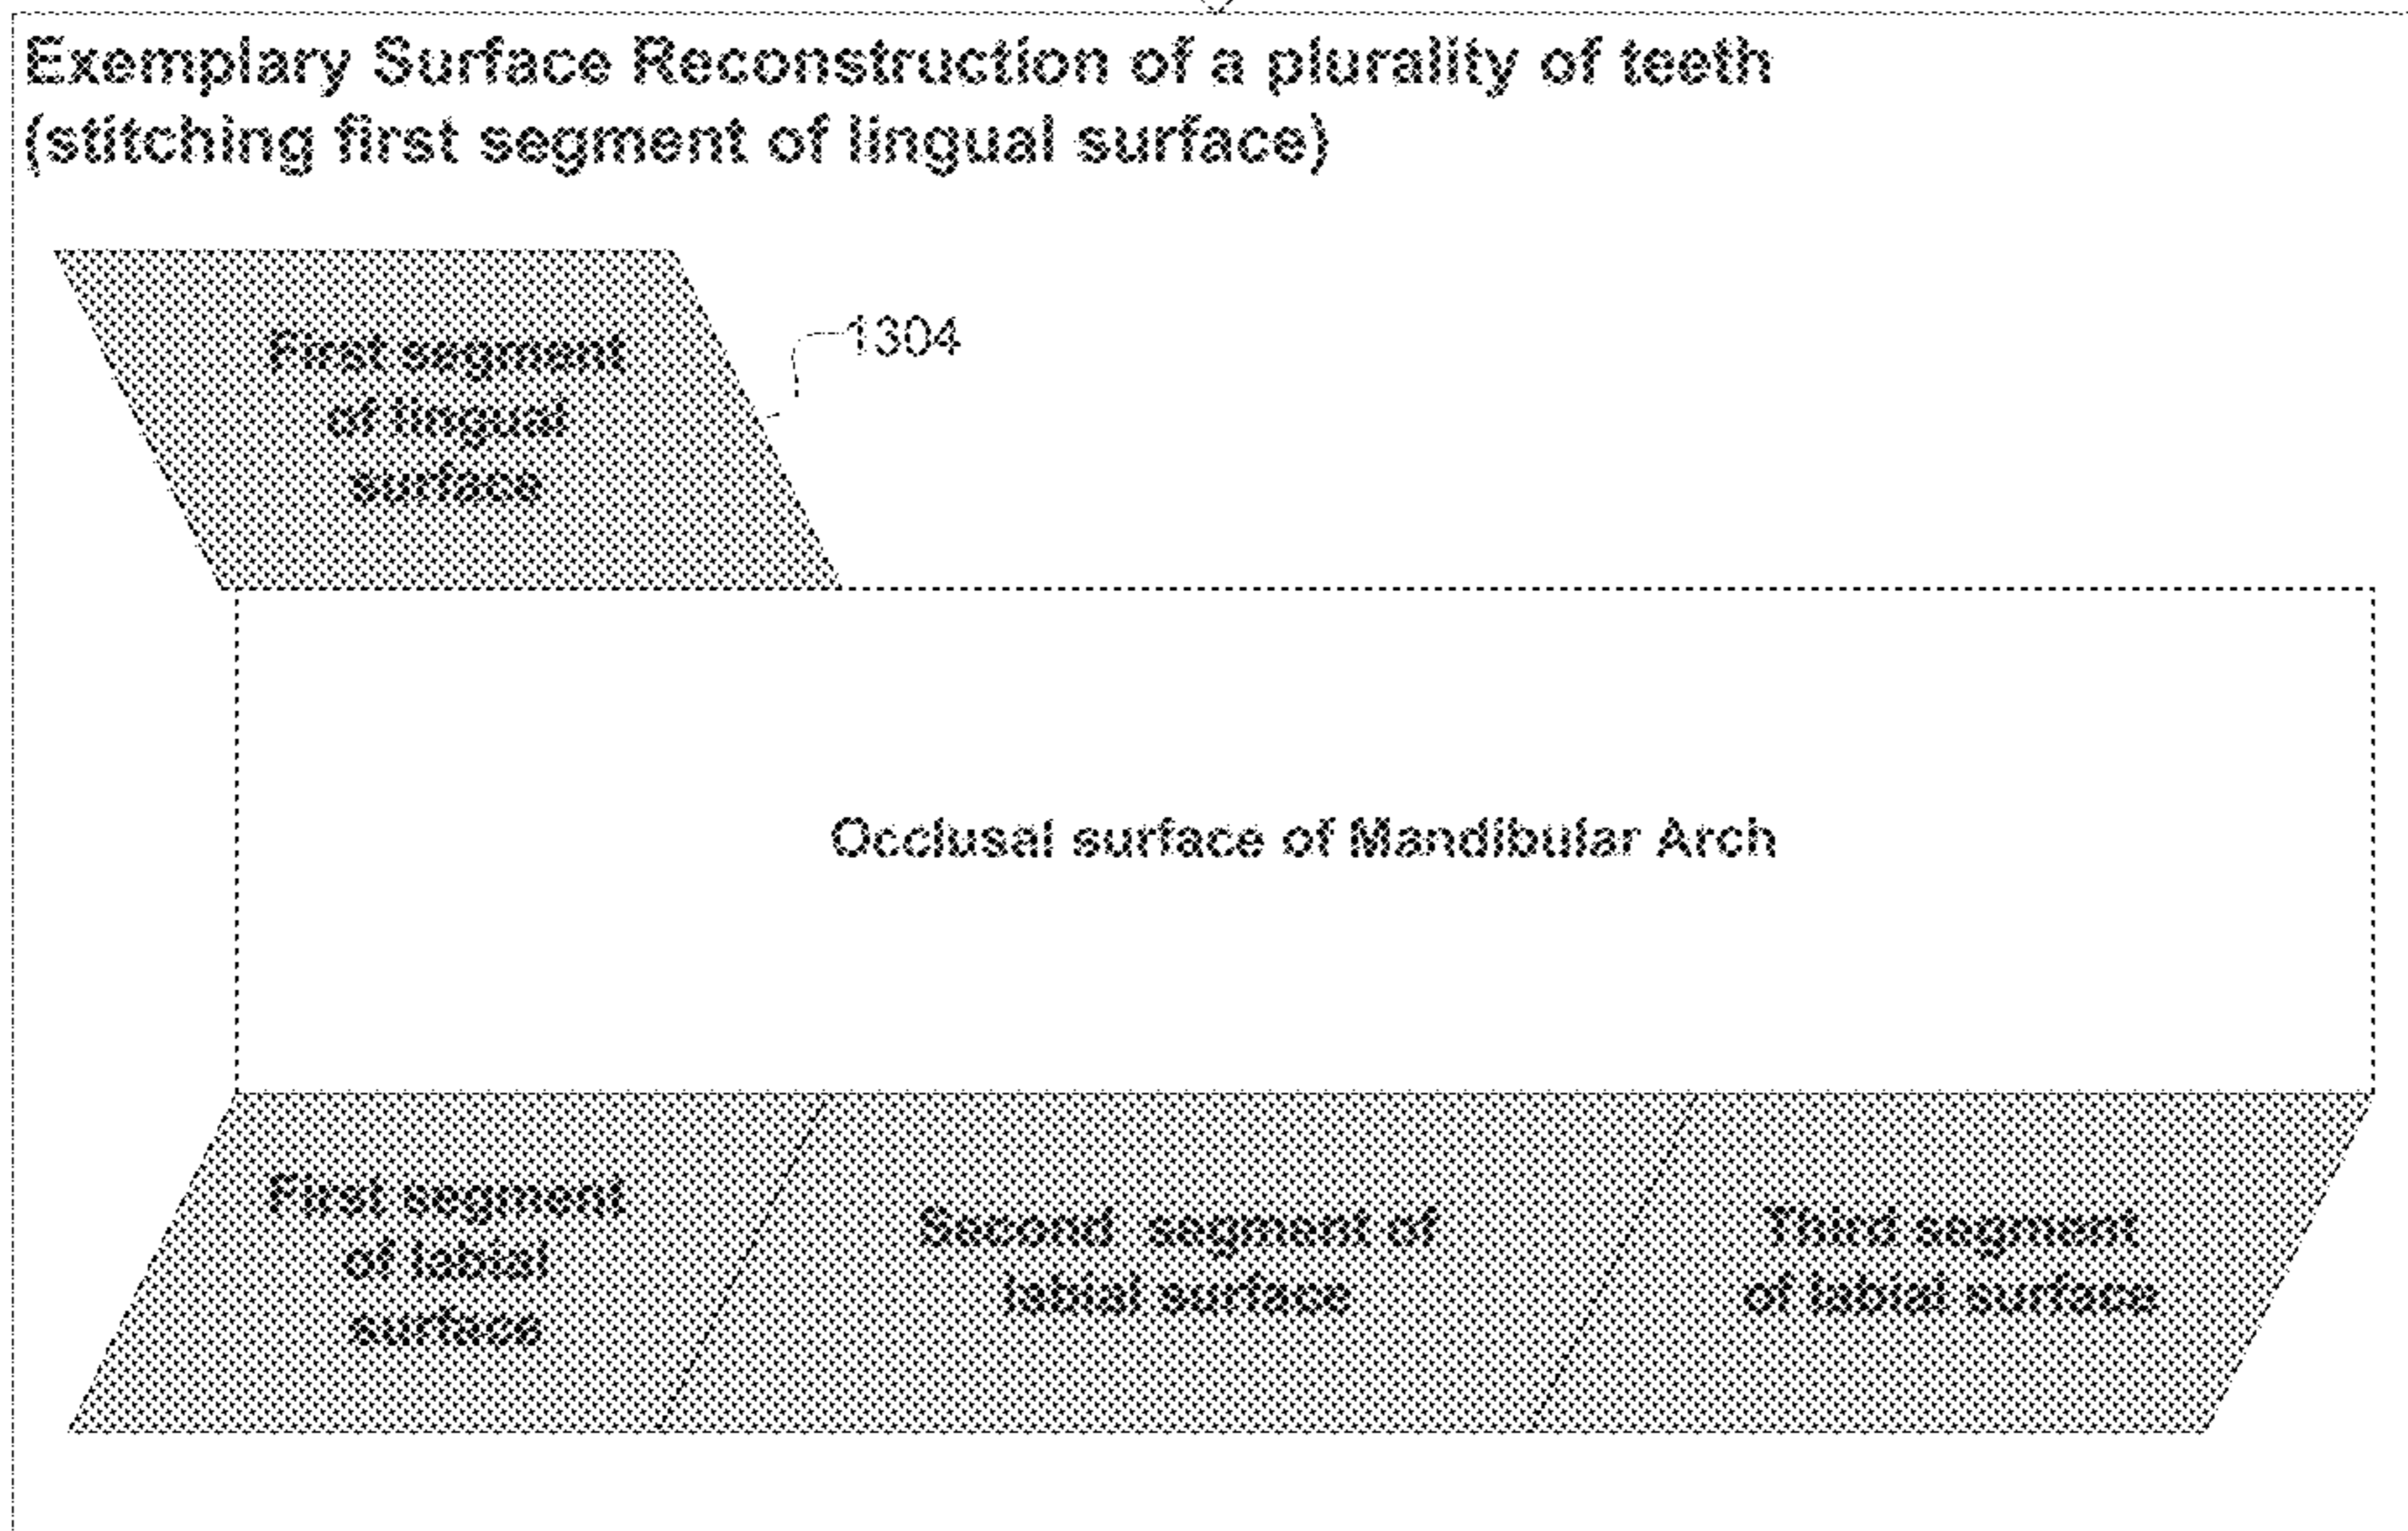 Exemplary Surface Reconstruction of a plurality of teeth
(stitching first segment of lingual surface)
First segment
of lingual
surface
1304
Occlusal surface of Mandibular Arch
First segment
of labial
surface
Second segment of
labial surface
Third segment
of labial surface